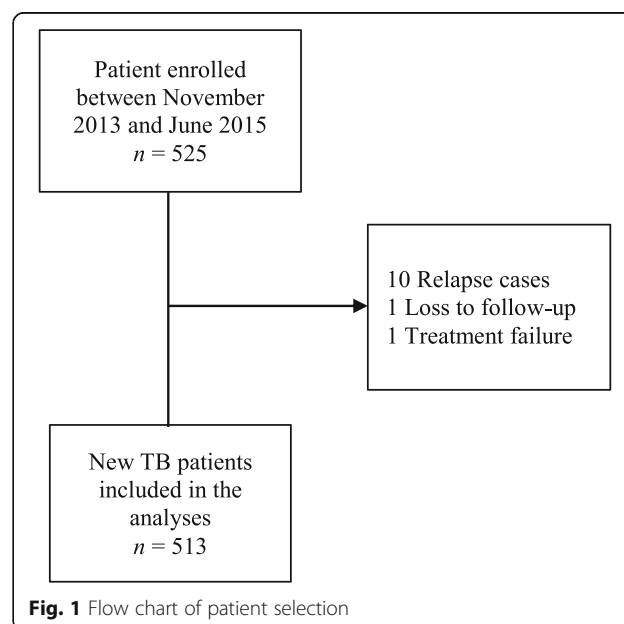 Patient enrolled
between November
2013 and June 2015
n = 525
10 Relapse cases
1 Loss to follow-up
1 Treatment failure
New TB patients
included in the
analyses
n = 513
Fig. 1 Flow chart of patient selection